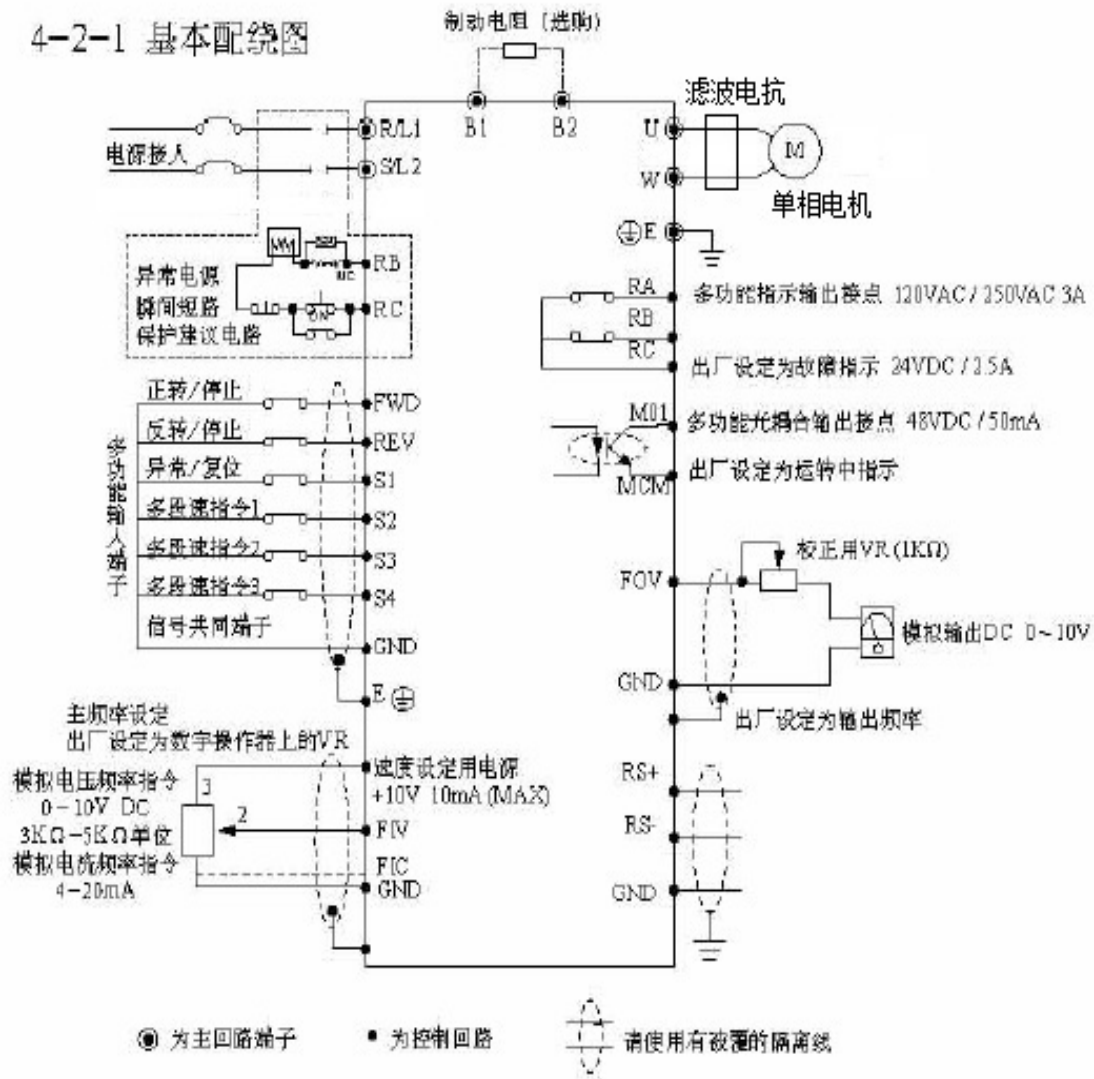 4-2-1 基本配绕图
制动电阻 (选购)
B1
B2
滤波电抗
R/L1
S/L2
电源接入
U
W
M
单相电机
E
MM
MC
RB
RC
ON
异常电源
瞬间短路
保护建议电路
RA
RB
RC
多功能指示输出接点 120VAC / 250VAC 3A
出厂设定为故障指示 24VDC / 2.5A
多功能输入端子
正转/停止
FWD
反转/停止
REV
异常/复位
S1
多段速指令1
S2
多段速指令2
S3
多段速指令3
S4
信号共同端子
GND
E
M01
MCM
多功能光耦合输出接点 48VDC / 50mA
出厂设定为运转中指示
FOV
校正用VR (1KΩ)
模拟输出DC 0~10V
GND
出厂设定为输出频率
主频率设定
出厂设定为数字操作器上的VR
模拟电压频率指令
0-10V DC
3KΩ-5KΩ单位
模拟电流频率指令
4-20mA
3
2
速度设定用电源
+10V 10mA (MAX)
FIV
FIC
GND
RS+
RS-
GND
为主回路端子
为控制回路
请使用有被覆的隔离线